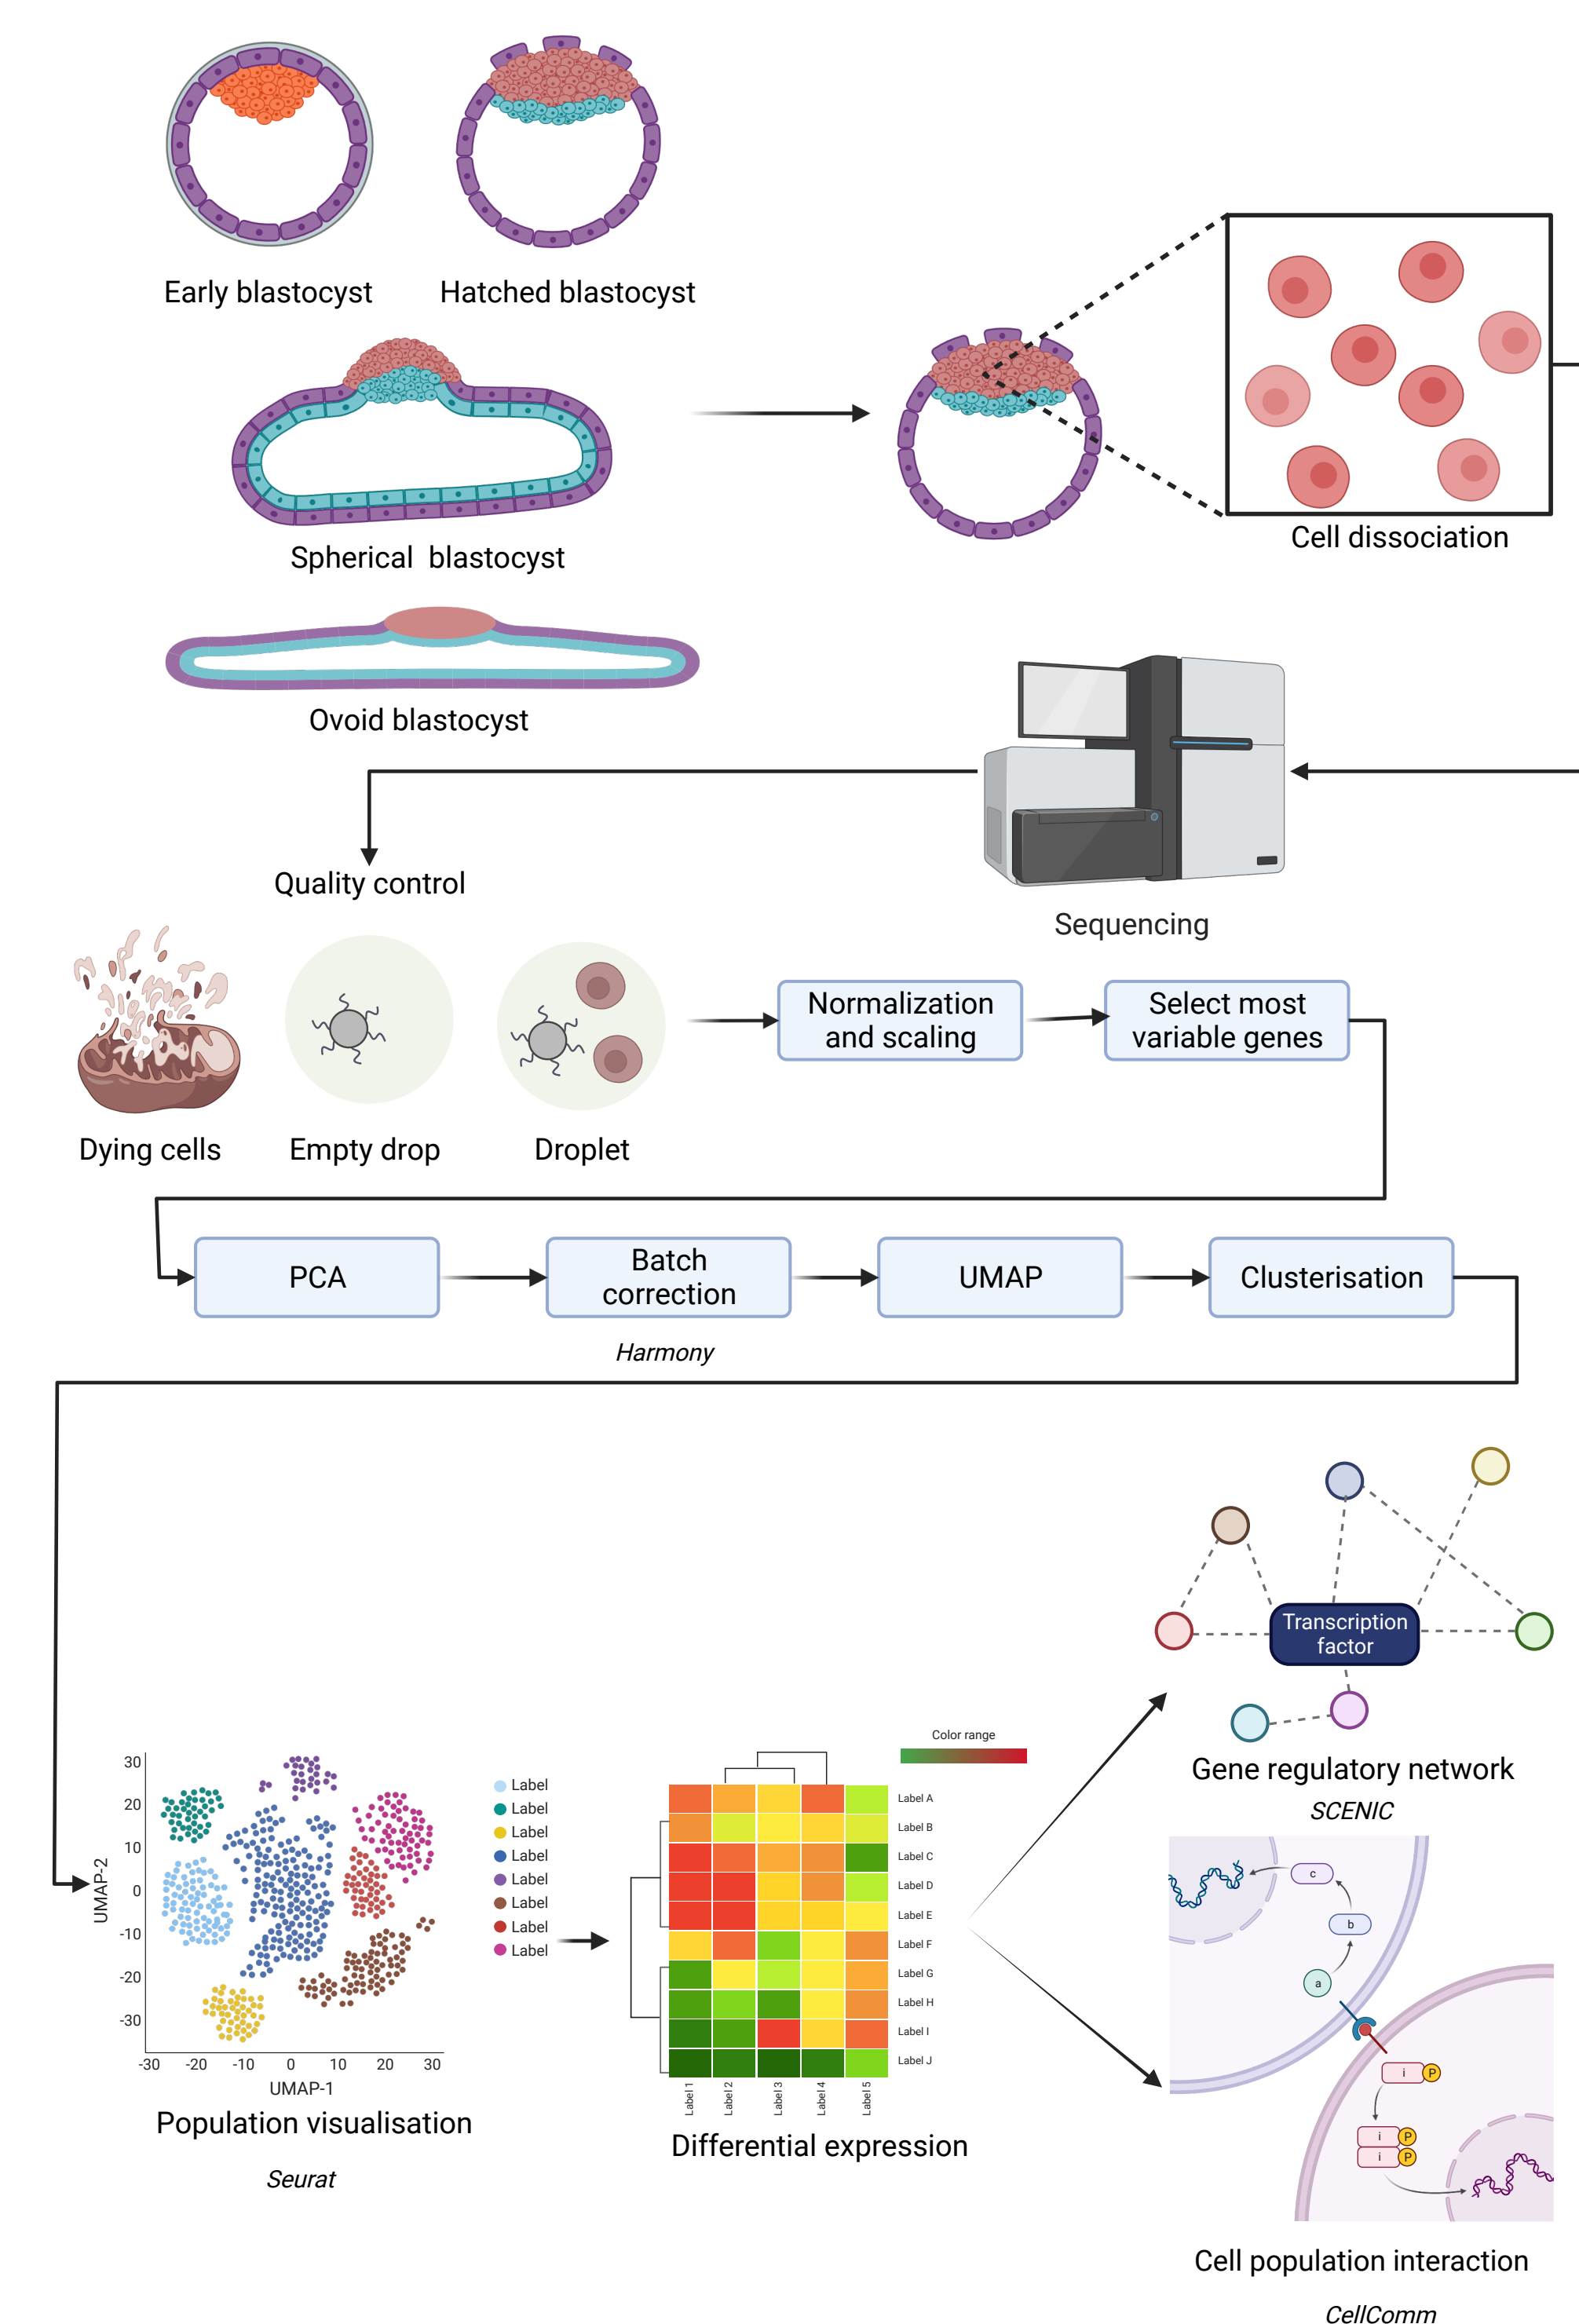 Early blastocyst
Hatched blastocyst
Spherical  blastocyst
Cell dissociation
Ovoid blastocyst
Quality control
Sequencing
Normalization
and scaling
Select most
variable genes
Dying cells
Empty drop
Droplet
PCA
Batch
correction
UMAP
Clusterisation
Harmony
Transcription
factor
Gene regulatory network
SCENIC
30
20
10
0
-10
-20
-30
UMAP-2
-30
-20
-10
0
10
20
30
UMAP-1
Label
Label
Label
Label
Label
Label
Label
Label
Population visualisation
Seurat
Color range
Label A
Label B
Label C
Label D
Label E
Label F
Label G
Label H
Label I
Label J
Label 1
Label 2
Label 3
Label 4
Label 5
Differential expression
c
b
a
i
P
i
P
i
P
Cell population interaction
CellComm